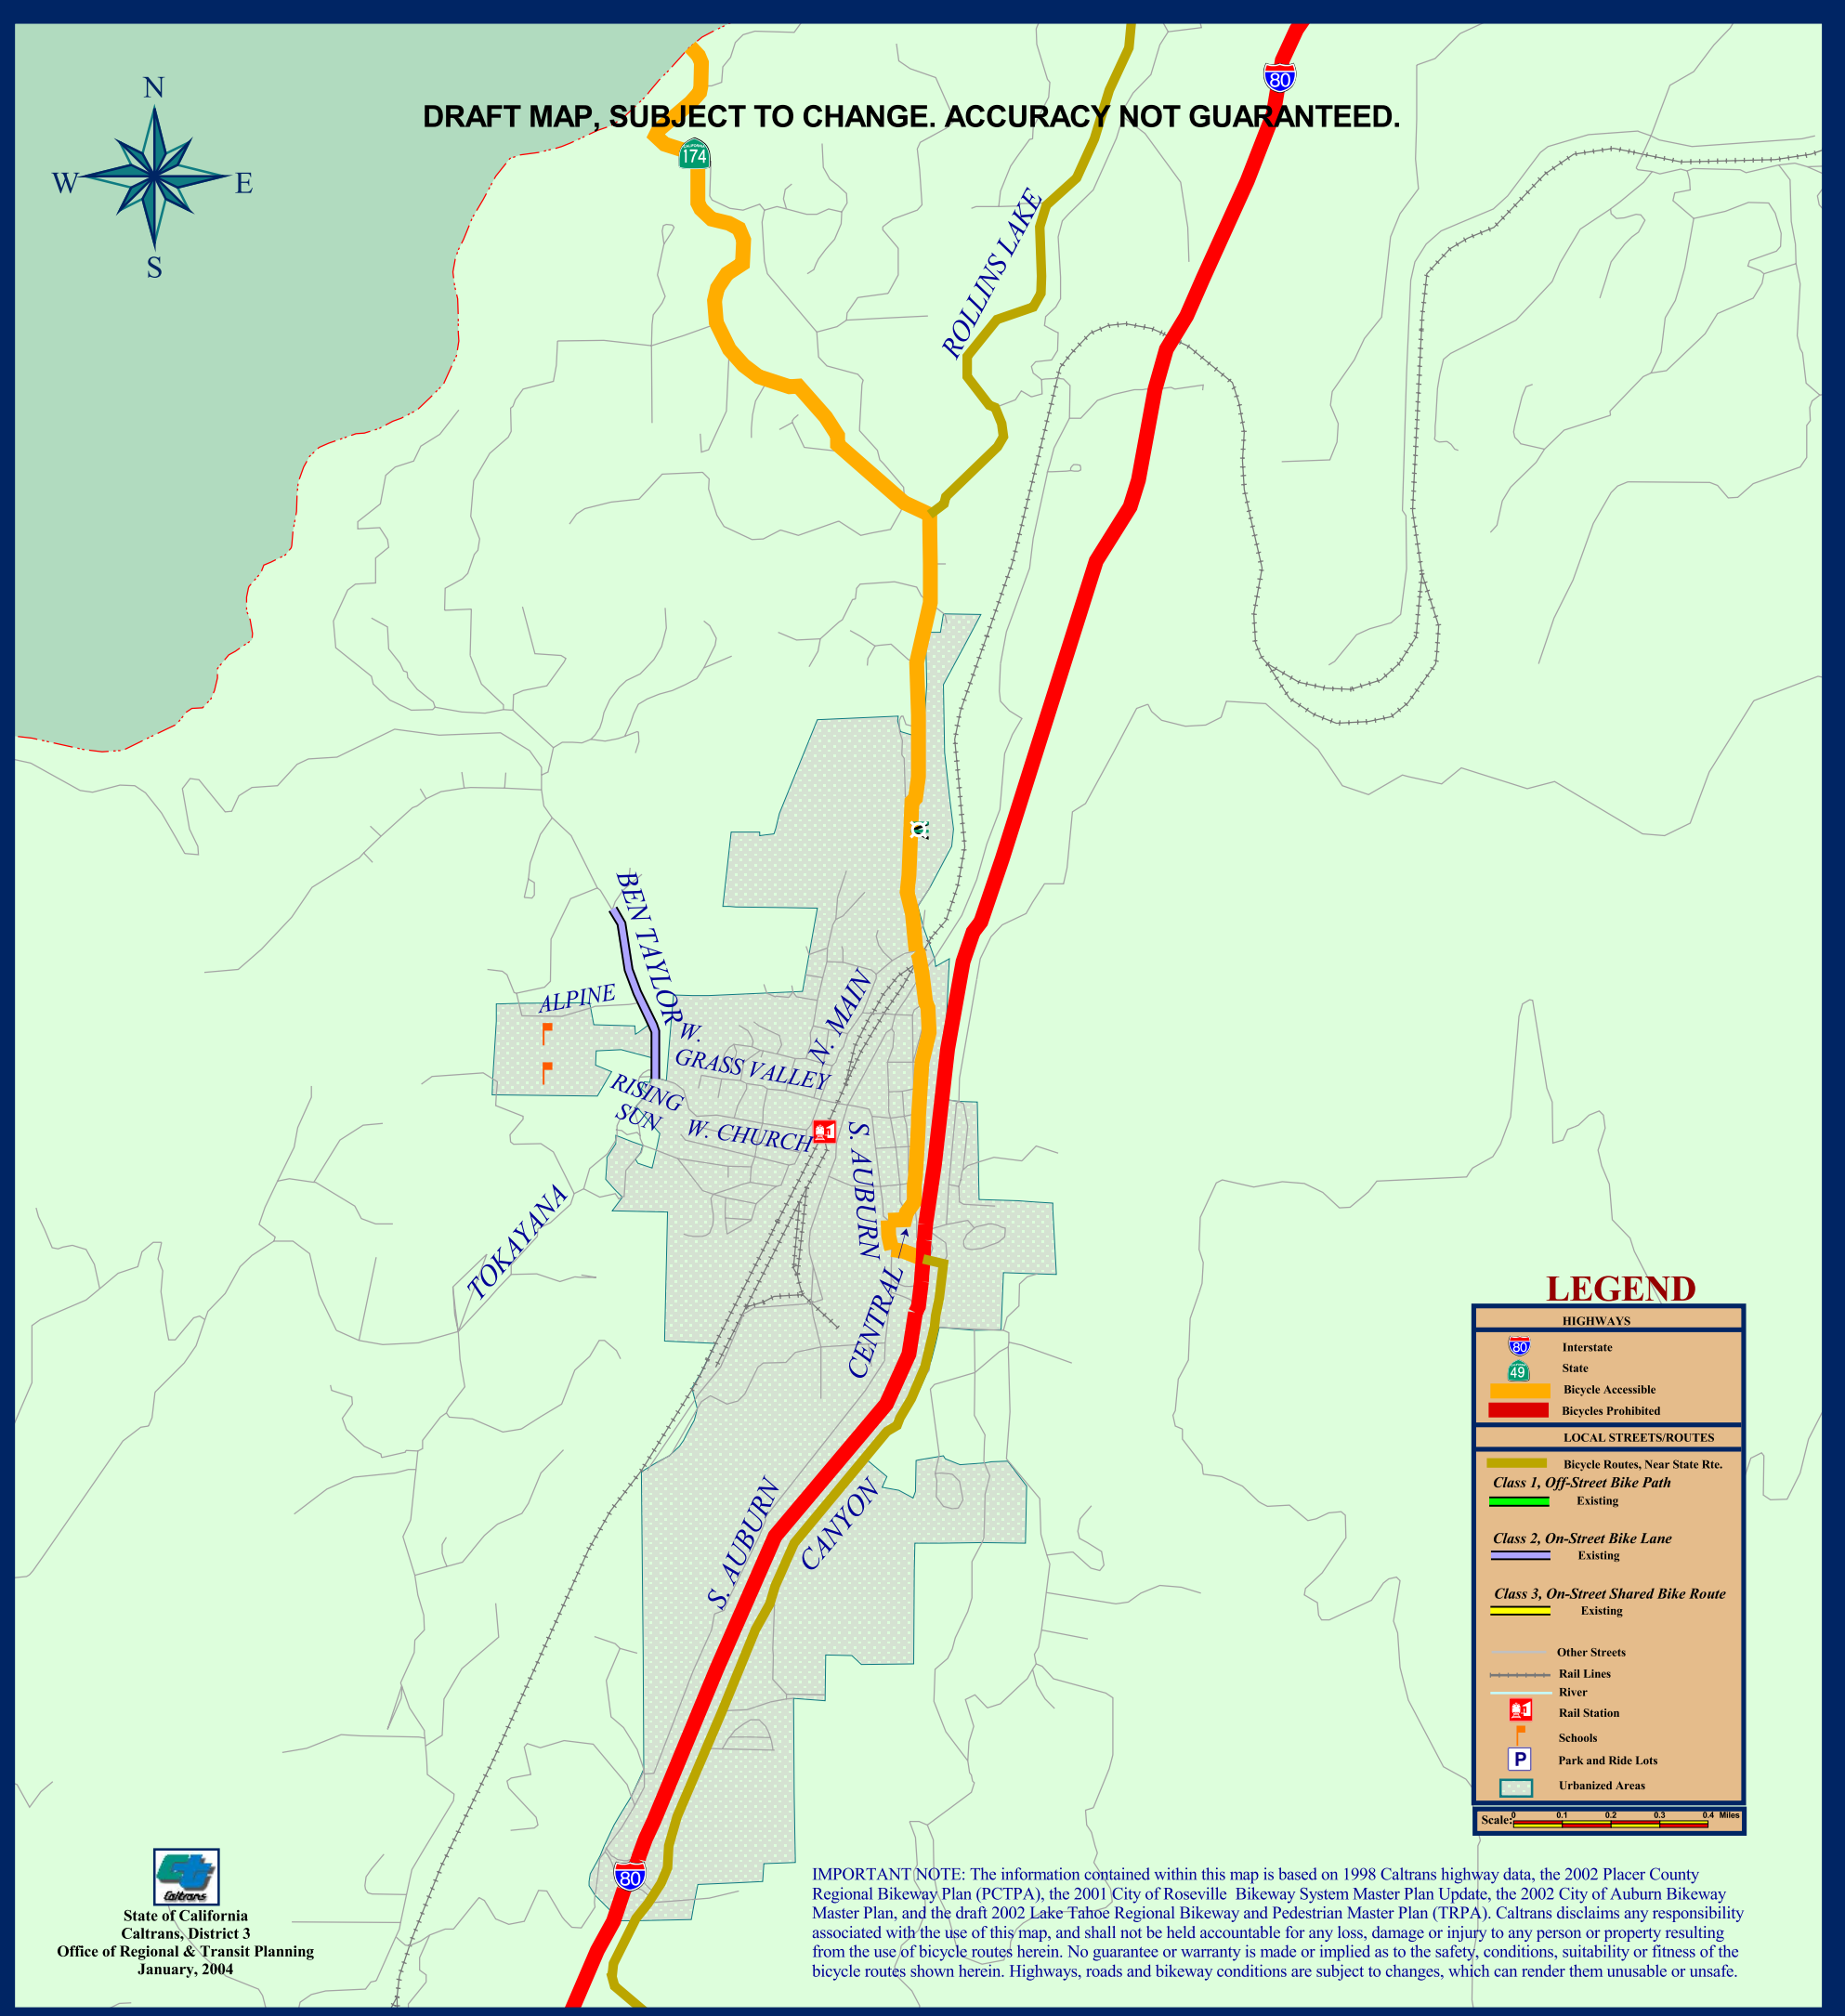 N
W
E
S
DRAFT MAP, SUBJECT TO CHANGE. ACCURACY NOT GUARANTEED.
80
CALIFORNIA
174
ROLLINS LAKE
BEN TAYLOR
ALPINE
N. MAIN
W.
GRASS VALLEY
RISING
SUN
W. CHURCH
S. AUBURN
TOKAYANA
CENTRAL
S. AUBURN
CANYON
80
LEGEND
HIGHWAYS
80
Interstate
49
State
Bicycle Accessible
Bicycles Prohibited
LOCAL STREETS/ROUTES
Bicycle Routes, Near State Rte.
Class 1, Off-Street Bike Path
Existing
Class 2, On-Street Bike Lane
Existing
Class 3, On-Street Shared Bike Route
Existing
Other Streets
Rail Lines
River
Rail Station
Schools
P
Park and Ride Lots
Urbanized Areas
Scale:
0 0.1 0.2 0.3 0.4 Miles
Caltrans
State of California
Caltrans, District 3
Office of Regional & Transit Planning
January, 2004
IMPORTANT NOTE: The information contained within this map is based on 1998 Caltrans highway data, the 2002 Placer County
Regional Bikeway Plan (PCTPA), the 2001 City of Roseville Bikeway System Master Plan Update, the 2002 City of Auburn Bikeway
Master Plan, and the draft 2002 Lake Tahoe Regional Bikeway and Pedestrian Master Plan (TRPA). Caltrans disclaims any responsibility
associated with the use of this map, and shall not be held accountable for any loss, damage or injury to any person or property resulting
from the use of bicycle routes herein. No guarantee or warranty is made or implied as to the safety, conditions, suitability or fitness of the
bicycle routes shown herein. Highways, roads and bikeway conditions are subject to changes, which can render them unusable or unsafe.